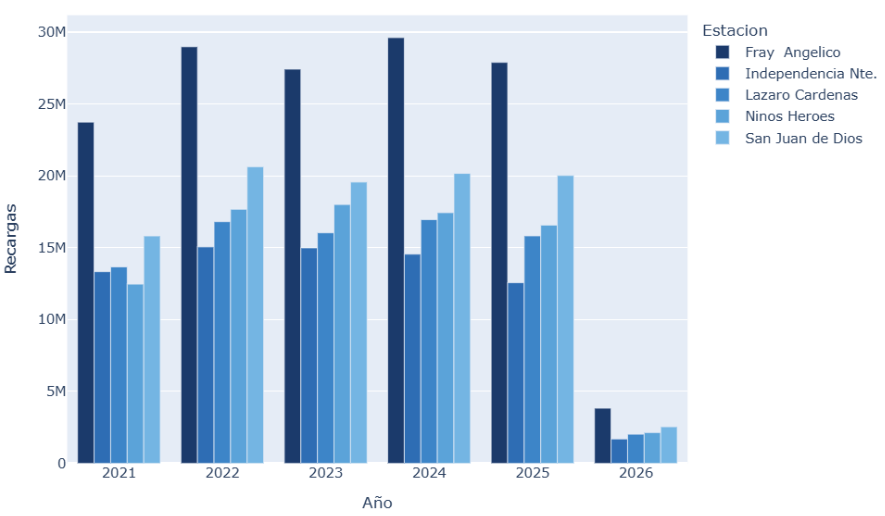 30M
25M
20M
15M
10M
5M
0
Recargas
2021
2022
2023
2024
2025
2026
Año
Estacion
Fray  Angelico
Independencia Nte.
Lazaro Cardenas
Ninos Heroes
San Juan de Dios